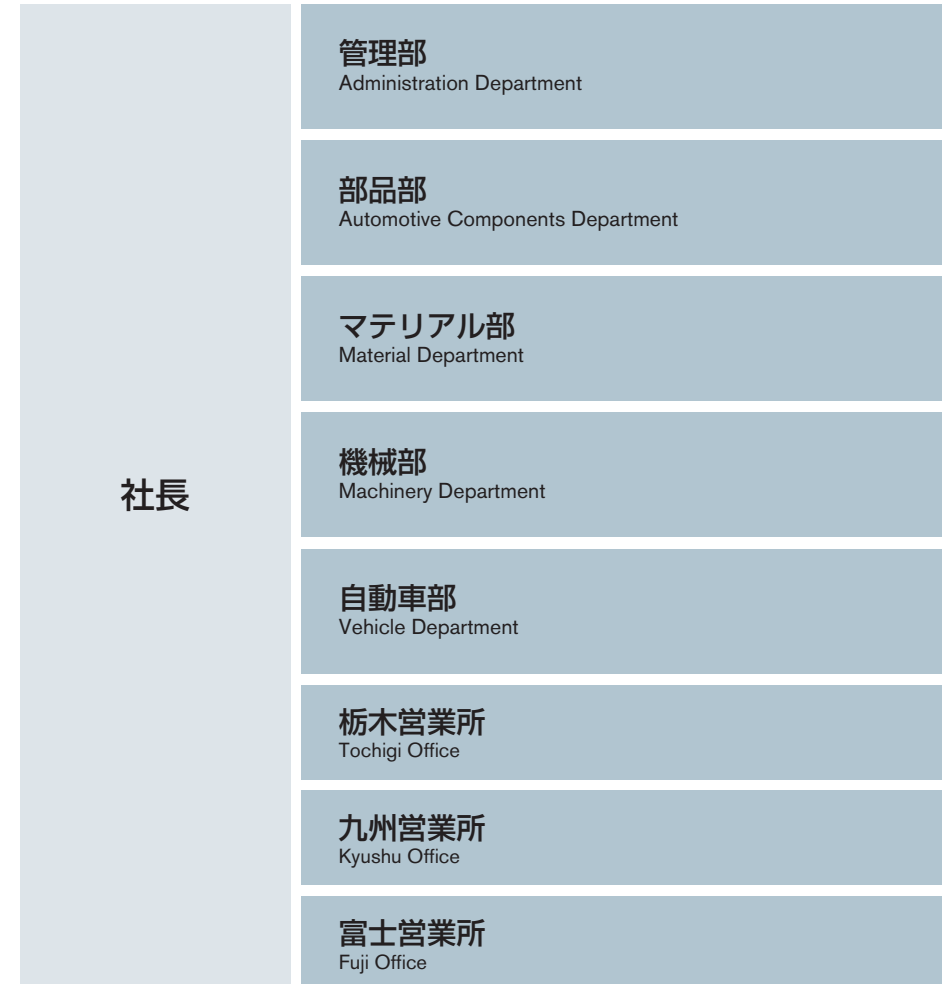 社長
管理部
Administration Department
部品部
Automotive Components Department
マテリアル部
Material Department
機械部
Machinery Department
自動車部
Vehicle Department
栃木営業所
Tochigi Office
九州営業所
Kyushu Office
富士営業所
Fuji Office